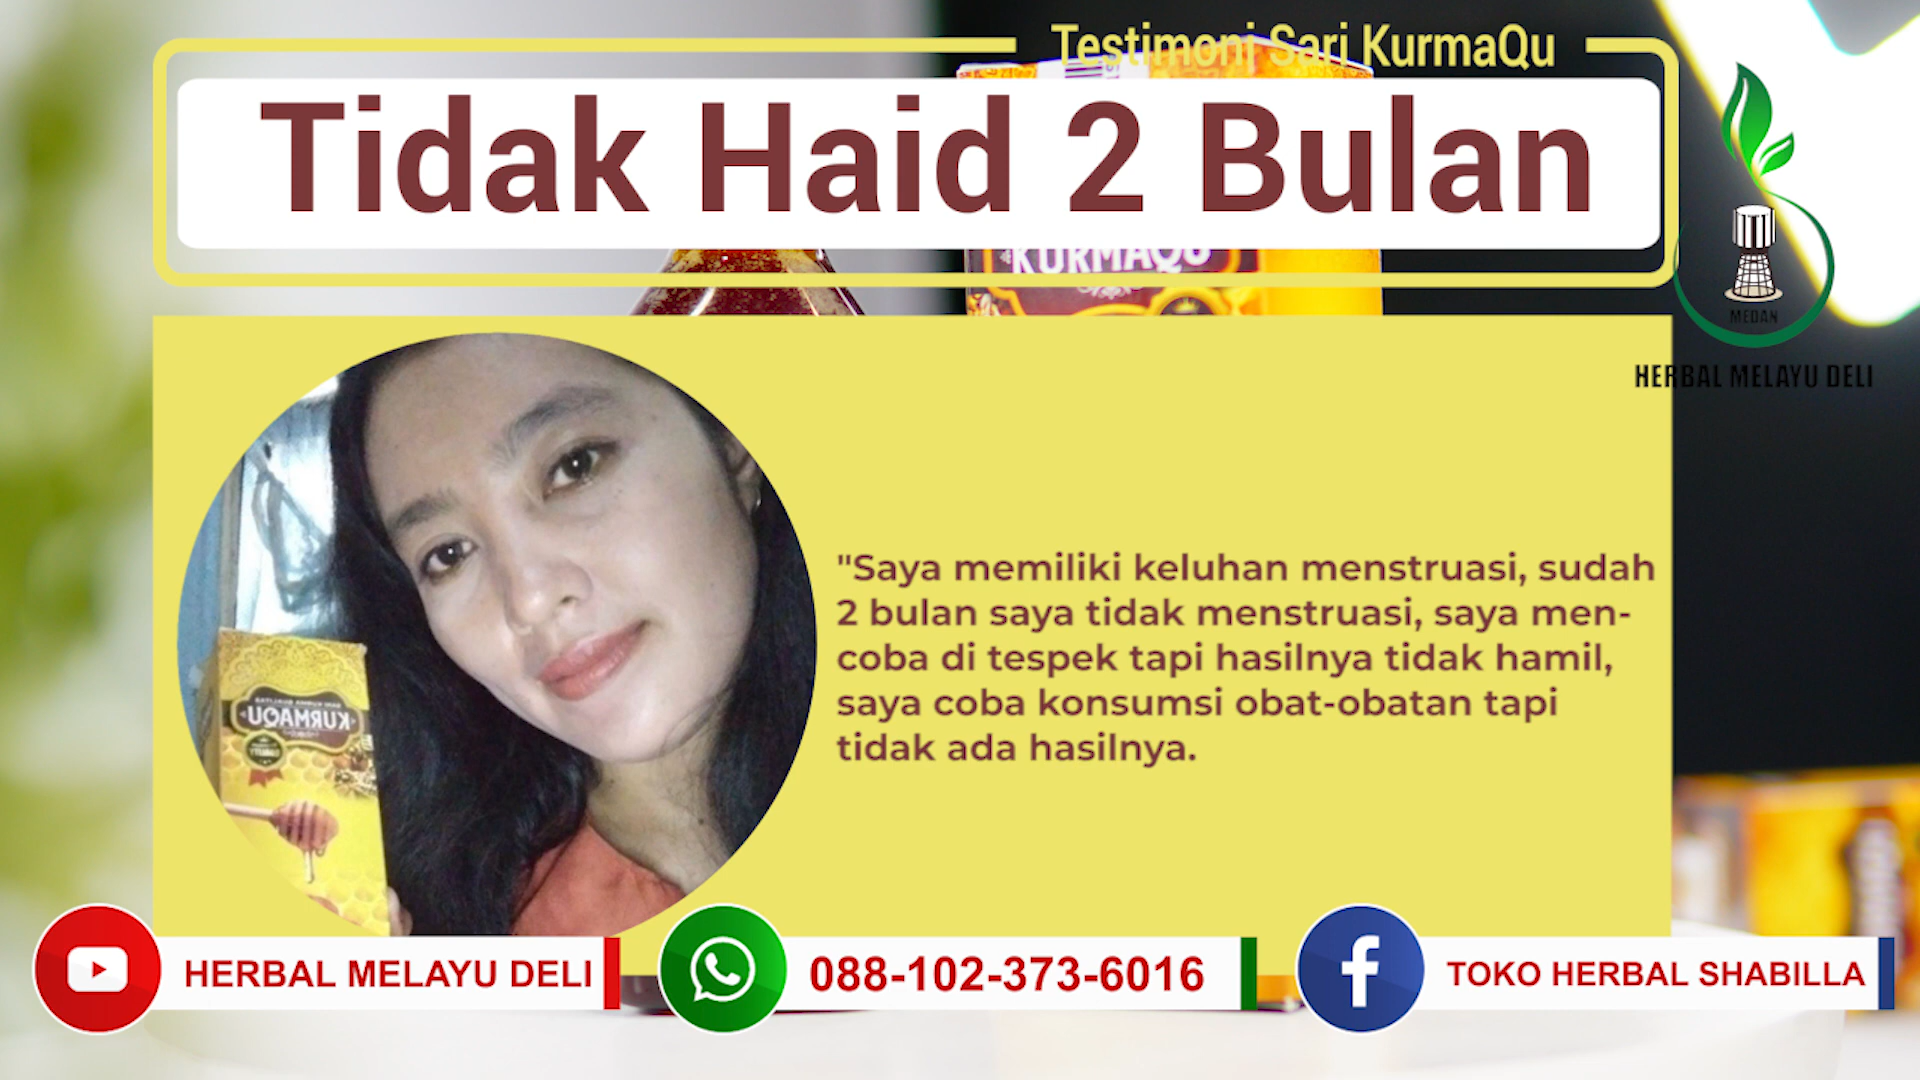 Testimoni Sari KurmaQu
Tidak Haid 2 Bulan
KURMAQU
MEDAN
HERBAL MELAYU DELI
"Saya memiliki keluhan menstruasi, sudah
2 bulan saya tidak menstruasi, saya men-
coba di tespek tapi hasilnya tidak hamil,
saya coba konsumsi obat-obatan tapi
tidak ada hasilnya.
KURMAQU
HERBAL MELAYU DELI
088-102-373-6016
TOKO HERBAL SHABILLA